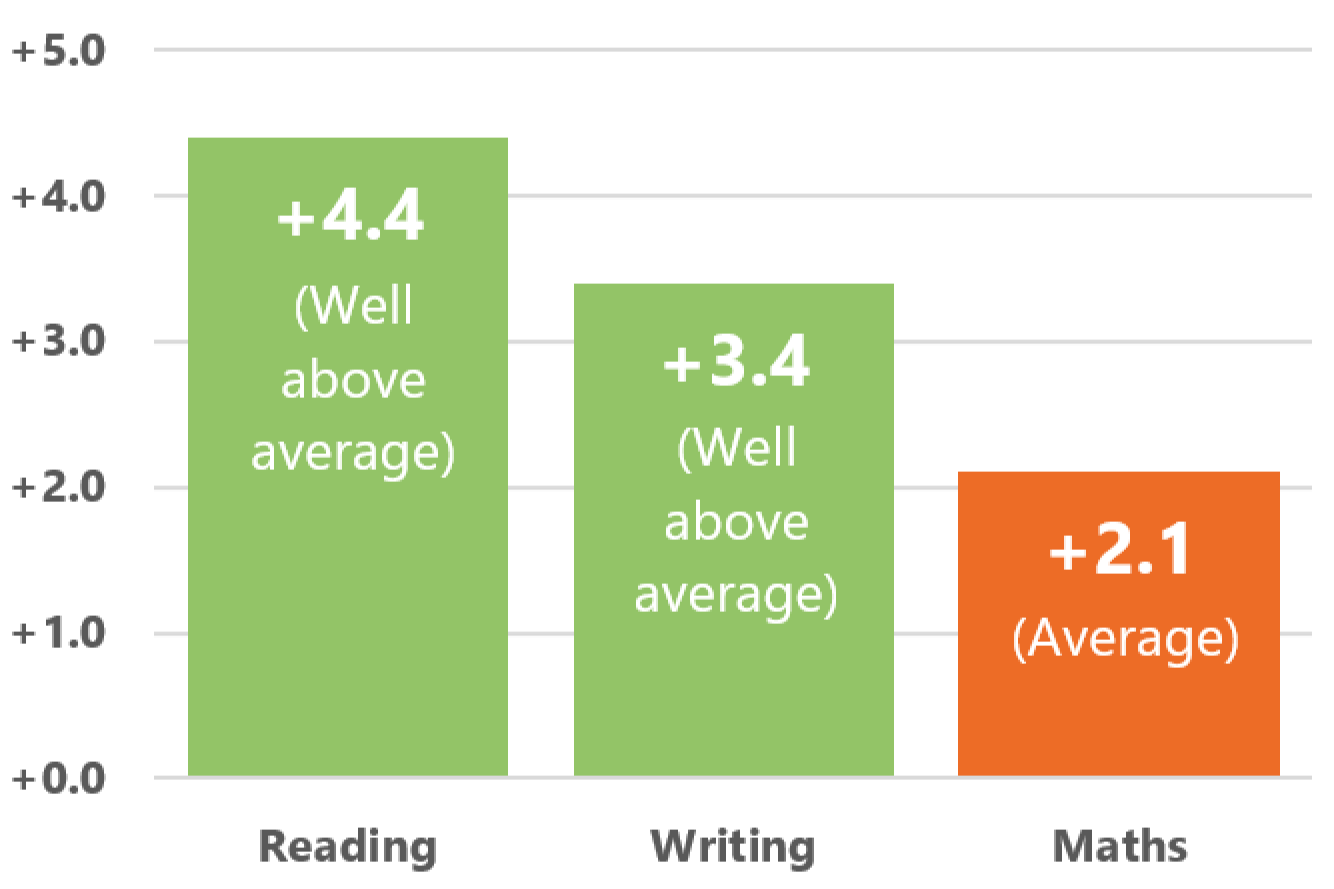 +5.0
+4.0
+3.0
+2.0
+1.0
+0.0
+4.4
(Well
above
average)
+3.4
(Well
above
average)
+2.1
(Average)
Reading
Writing
Maths